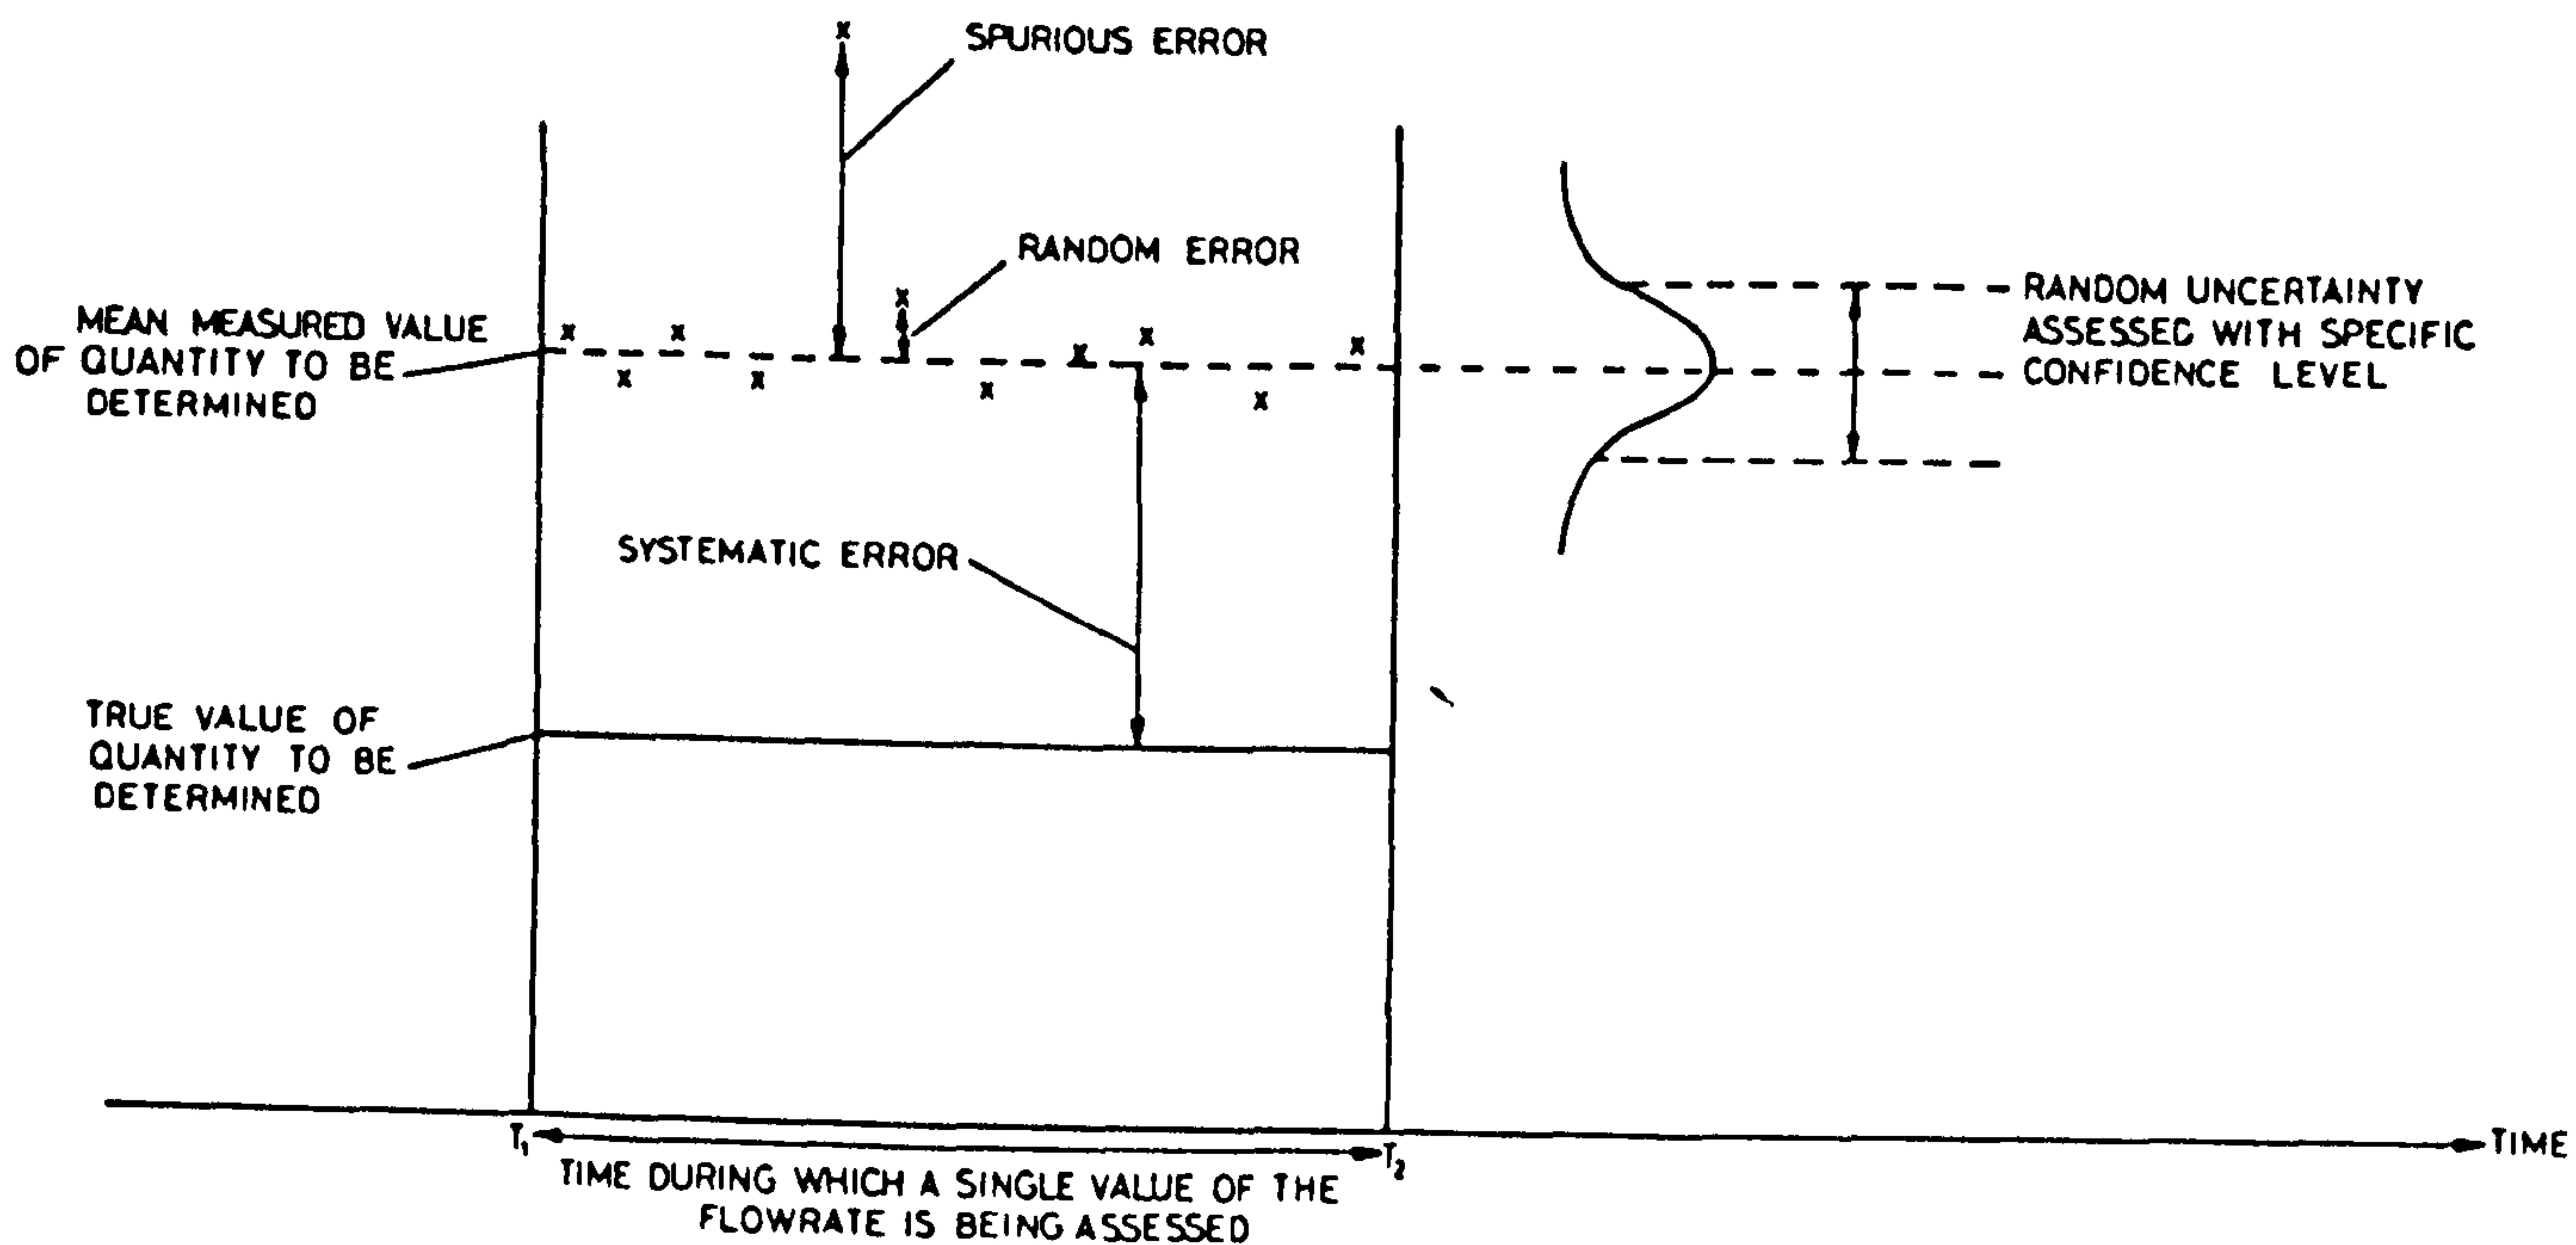 SPURIOUS ERROR
RANDOM ERROR
MEAN MEASURED VALUE
OF QUANTITY TO BE
DETERMINED
RANDOM UNCERTAINTY
ASSESSED WITH SPECIFIC
CONFIDENCE LEVEL
SYSTEMATIC ERROR
TRUE VALUE OF
QUANTITY TO BE
DETERMINED
T₁
T₂
TIME
TIME DURING WHICH A SINGLE VALUE OF THE
FLOWRATE IS BEING ASSESSED